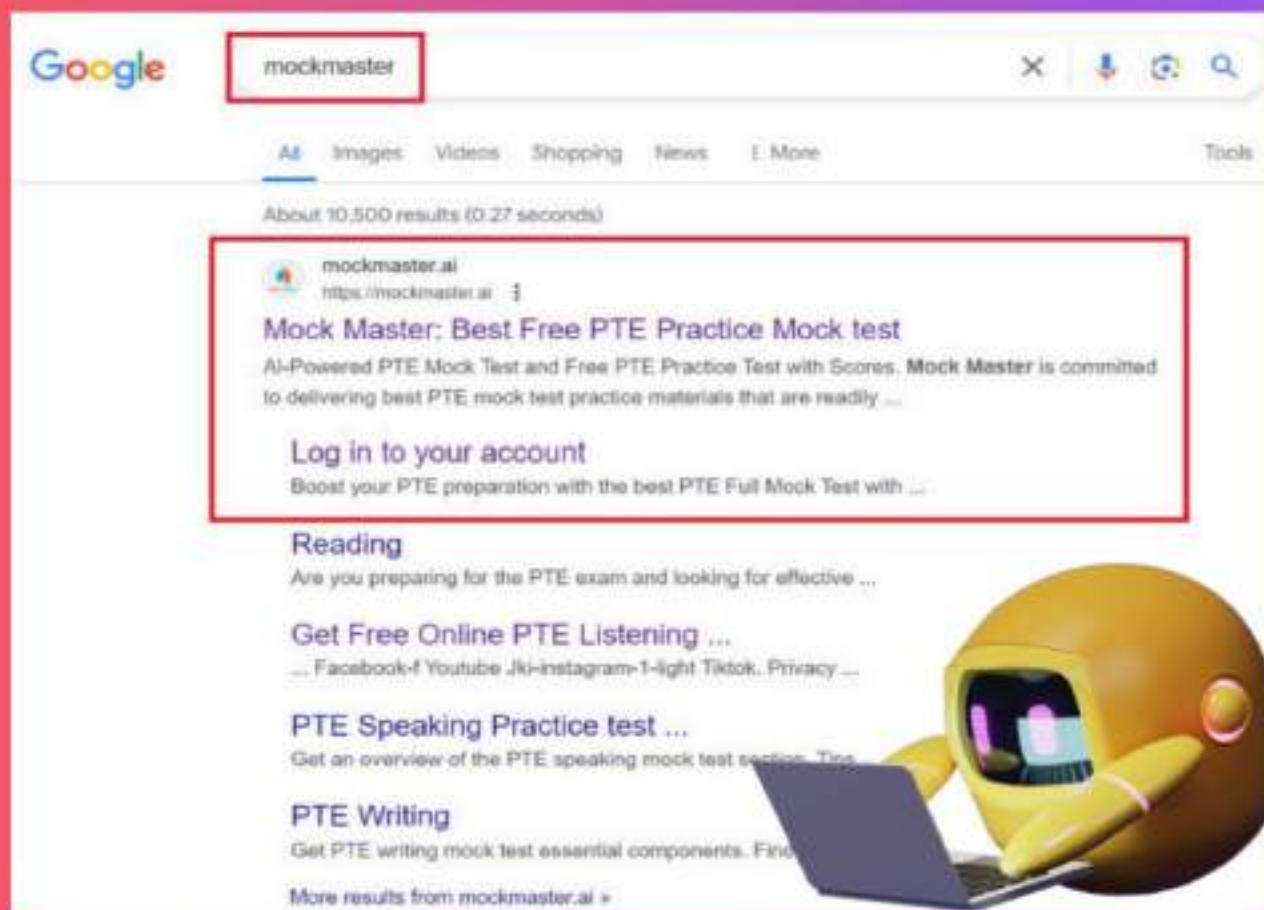 Google
mockmaster
All Images Videos Shopping News ⋮ More Tools
About 10,500 results (0.27 seconds)
mockmaster.ai
https://mockmaster.ai ⋮
Mock Master: Best Free PTE Practice Mock test
AI-Powered PTE Mock Test and Free PTE Practice Test with Scores. Mock Master is committed
to delivering best PTE mock test practice materials that are readily ...
Log in to your account
Boost your PTE preparation with the best PTE Full Mock Test with ...
Reading
Are you preparing for the PTE exam and looking for effective ...
Get Free Online PTE Listening ...
... Facebook-f Youtube Jki-instagram-1-light Tiktok. Privacy ...
PTE Speaking Practice test ...
Get an overview of the PTE speaking mock test section. Tips
PTE Writing
Get PTE writing mock test essential components.
More results from mockmaster.ai »